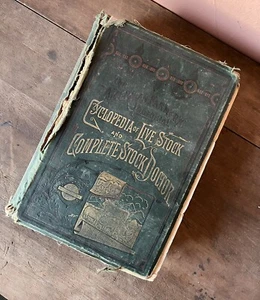 CYCLOPEDIA OF LIVE STOCK
AND
COMPLETE STOCK DOCTOR